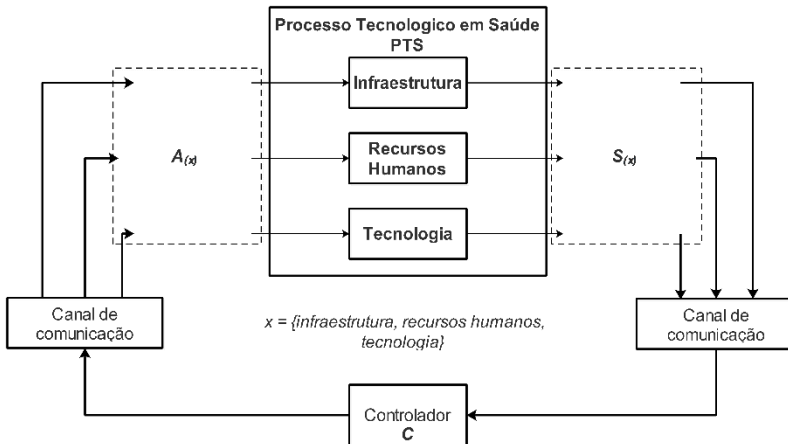 Processo Tecnologico em Saúde
PTS
Infraestrutura
A(x)
Recursos
Humanos
S(x)
Tecnologia
Canal de
comunicação
x = {infraestrutura, recursos humanos,
tecnologia}
Canal de
comunicação
Controlador
C